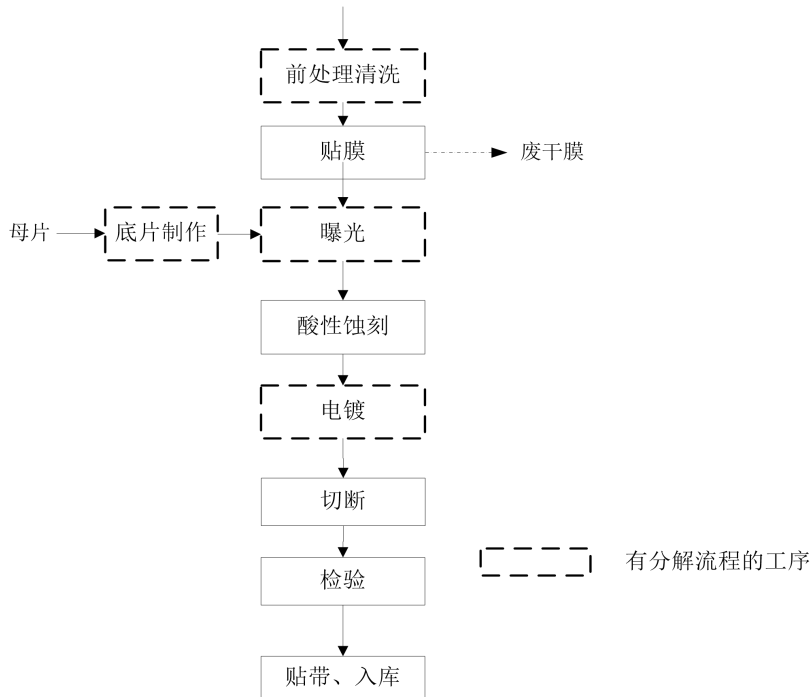 前处理清洗
贴膜
废干膜
母片
底片制作
曝光
酸性蚀刻
电镀
切断
检验
有分解流程的工序
贴带、入库